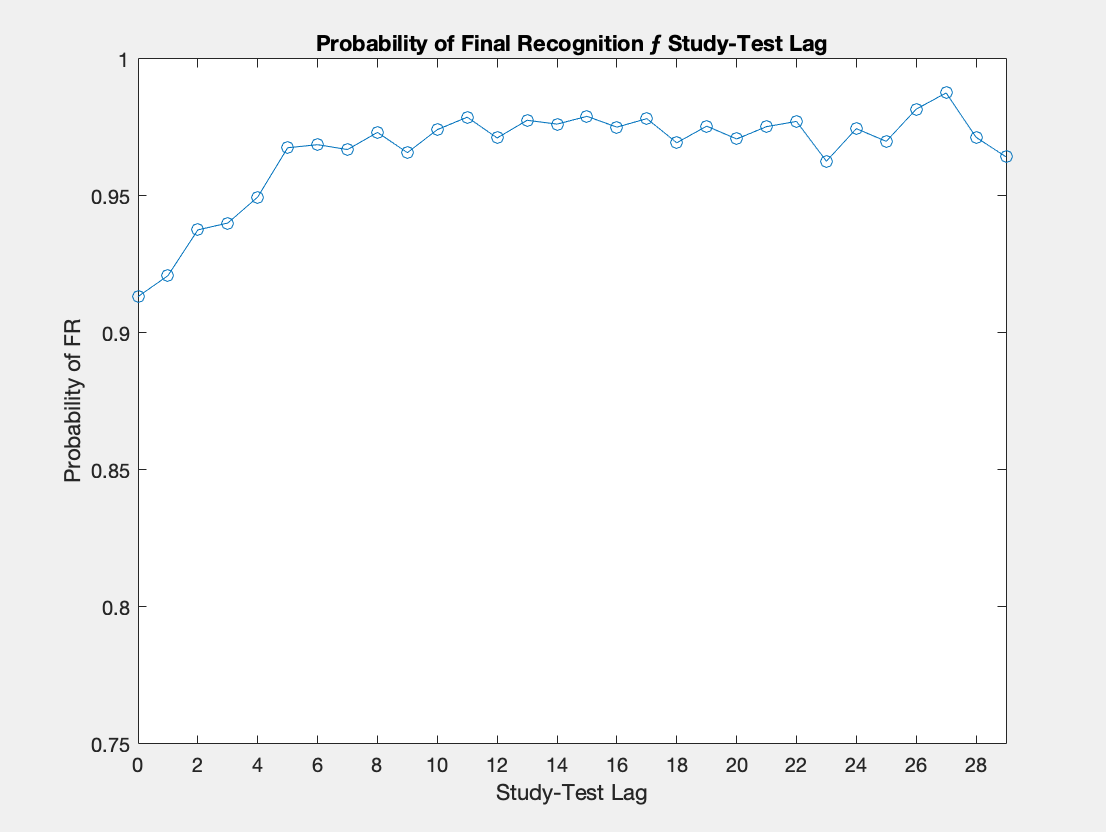 Probability of Final Recognition ƒ Study-Test Lag
1
0.95
0.9
0.85
0.8
0.75
Probability of FR
0 2 4 6 8 10 12 14 16 18 20 22 24 26 28
Study-Test Lag